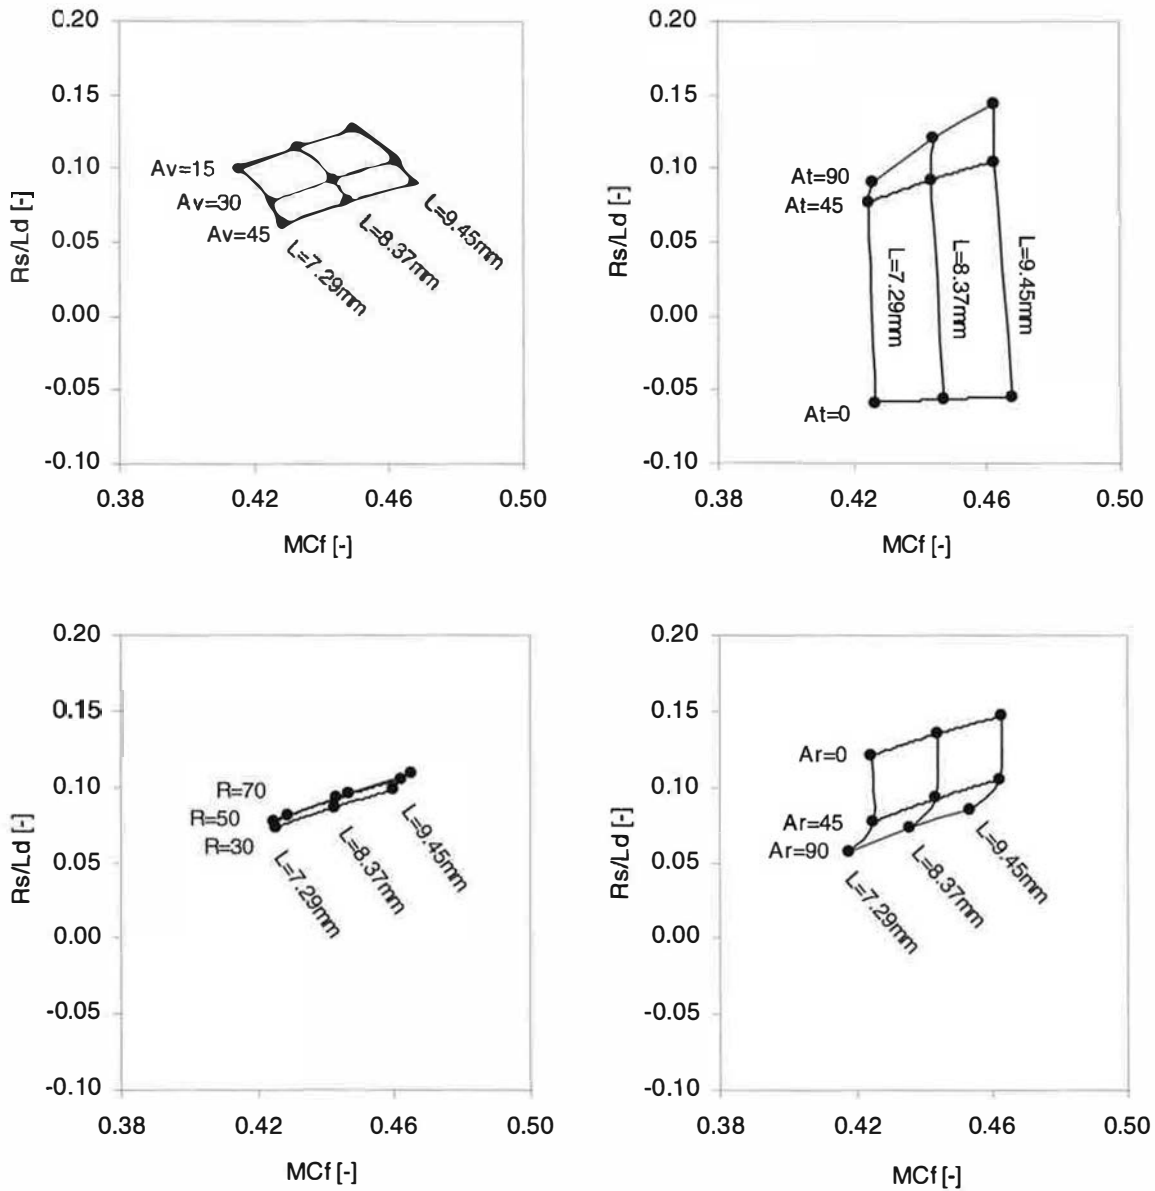 0.20
0.15
0.10
0.05
0.00
-0.05
-0.10
Rs/Ld [-]
Av=15
Av=30
Av=45
L=7.29mm
L=8.37mm
L=9.45mm
0.38
0.42
0.46
0.50
MCf [-]
0.20
0.15
0.10
0.05
0.00
-0.05
-0.10
Rs/Ld [-]
At=90
At=45
At=0
L=7.29mm
L=8.37mm
L=9.45mm
0.38
0.42
0.46
0.50
MCf [-]
0.20
0.15
0.10
0.05
0.00
-0.05
-0.10
Rs/Ld [-]
R=70
R=50
R=30
L=7.29mm
L=8.37mm
L=9.45mm
0.38
0.42
0.46
0.50
MCf [-]
0.20
0.15
0.10
0.05
0.00
-0.05
-0.10
Rs/Ld [-]
Ar=0
Ar=45
Ar=90
L=7.29mm
L=8.37mm
L=9.45mm
0.38
0.42
0.46
0.50
MCf [-]